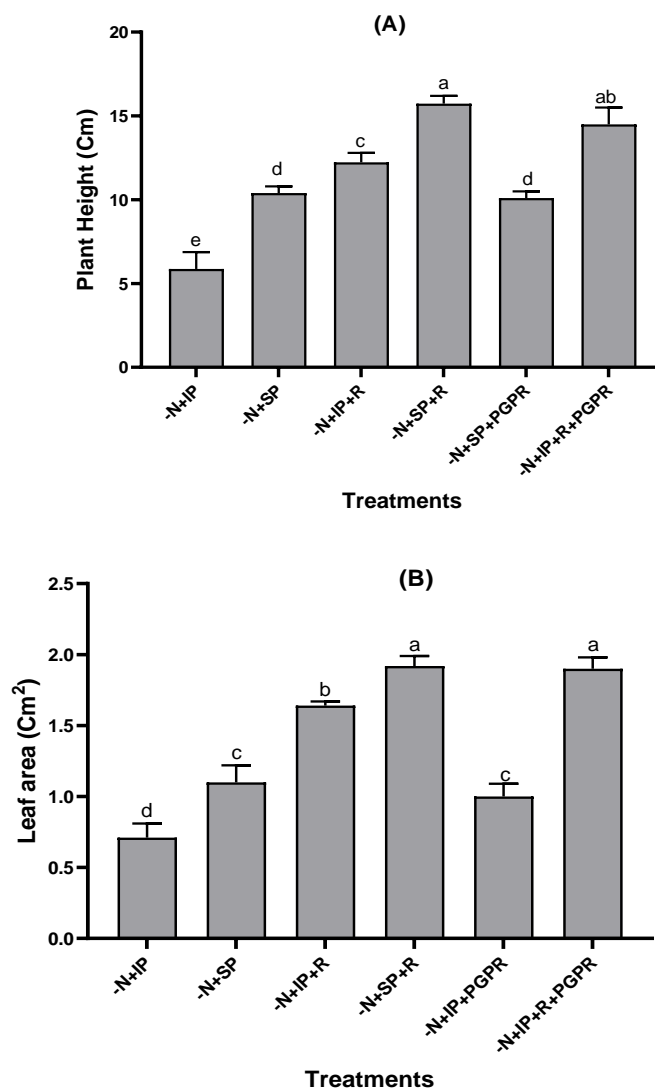 (A)
20
15
10
5
0
Plant Height (Cm)
e
d
c
a
d
ab
-N+IP
-N+SP
-N+IP+R
-N+SP+R
-N+SP+PGPR
-N+IP+R+PGPR
Treatments
(B)
2.5
2.0
1.5
1.0
0.5
0.0
Leaf area (Cm²)
d
c
b
a
c
a
-N+IP
-N+SP
-N+IP+R
-N+SP+R
-N+IP+PGPR
-N+IP+R+PGPR
Treatments